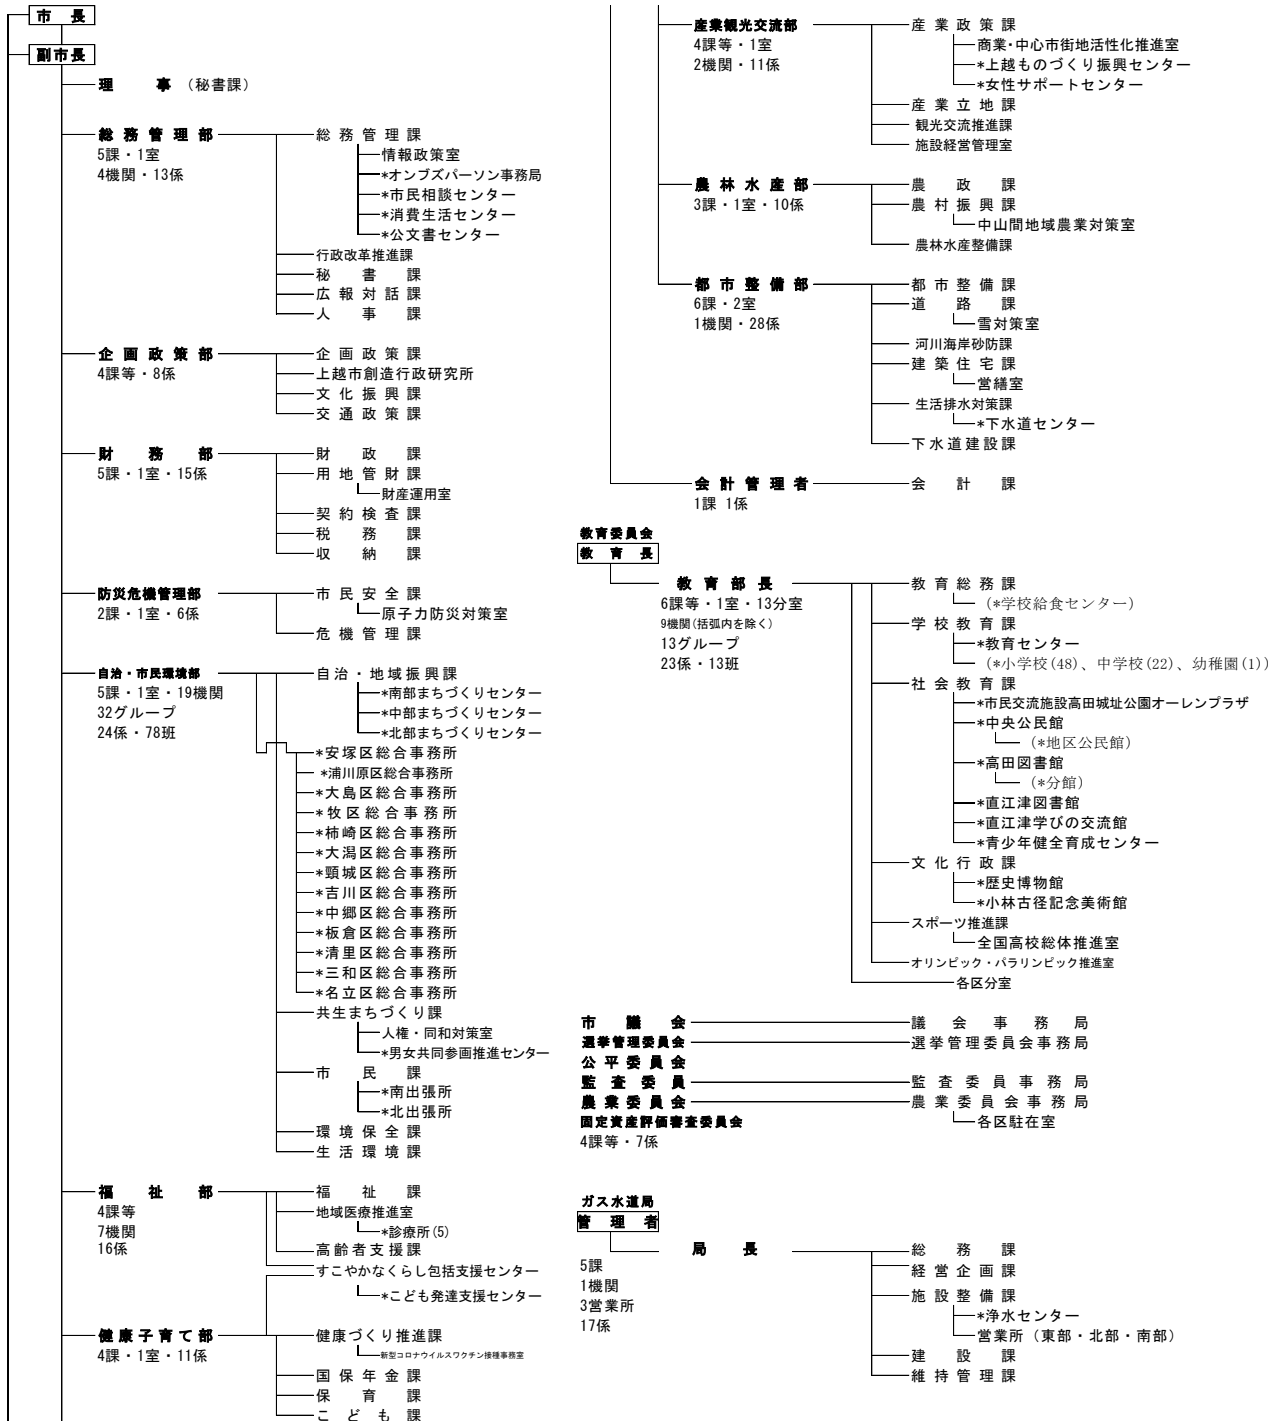 市長
副市長
理事（秘書課）
総務管理部
5課・1室
4機関・13係
総務管理課
情報政策室
*オンブズパーソン事務局
*市民相談センター
*消費生活センター
*公文書センター
行政改革推進課
秘書課
広報対話課
人事課
企画政策部
4課等・8係
企画政策課
上越市創造行政研究所
文化振興課
交通政策課
財務部
5課・1室・15係
財政課
用地管財課
財産運用室
契約検査課
税務課
収納課
防災危機管理部
2課・1室・6係
市民安全課
原子力防災対策室
危機管理課
自治・市民環境部
5課・1室・19機関
32グループ
24係・78班
自治・地域振興課
*南部まちづくりセンター
*中部まちづくりセンター
*北部まちづくりセンター
*安塚区総合事務所
*浦川原区総合事務所
*大島区総合事務所
*牧区総合事務所
*柿崎区総合事務所
*大潟区総合事務所
*頸城区総合事務所
*吉川区総合事務所
*中郷区総合事務所
*板倉区総合事務所
*清里区総合事務所
*三和区総合事務所
*名立区総合事務所
共生まちづくり課
人権・同和対策室
*男女共同参画推進センター
市民課
*南出張所
*北出張所
環境保全課
生活環境課
福祉部
4課等
7機関
16係
福祉課
地域医療推進室
*診療所(5)
高齢者支援課
すこやかなくらし包括支援センター
*こども発達支援センター
健康子育て部
4課・1室・11係
健康づくり推進課
新型コロナウイルスワクチン接種事務室
国保年金課
保育課
こども課
産業観光交流部
4課等・1室
2機関・11係
産業政策課
商業・中心市街地活性化推進室
*上越ものづくり振興センター
*女性サポートセンター
産業立地課
観光交流推進課
施設経営管理室
農林水産部
3課・1室・10係
農政課
農村振興課
中山間地域農業対策室
農林水産整備課
都市整備部
6課・2室
1機関・28係
都市整備課
道路課
雪対策室
河川海岸砂防課
建築住宅課
営繕室
生活排水対策課
*下水道センター
下水道建設課
会計管理者
1課 1係
会計課
教育委員会
教育長
教育部長
6課等・1室・13分室
9機関(括弧内を除く)
13グループ
23係・13班
教育総務課
(*学校給食センター)
学校教育課
*教育センター
(*小学校(48)、中学校(22)、幼稚園(1))
社会教育課
*市民交流施設高田城址公園オーレンプラザ
*中央公民館
(*地区公民館)
*高田図書館
(*分館)
*直江津図書館
*直江津学びの交流館
*青少年健全育成センター
文化行政課
*歴史博物館
*小林古径記念美術館
スポーツ推進課
全国高校総体推進室
オリンピック・パラリンピック推進室
各区分室
市議会
議会事務局
選挙管理委員会
選挙管理委員会事務局
公平委員会
監査委員
監査委員事務局
農業委員会
農業委員会事務局
各区駐在室
固定資産評価審査委員会
4課等・7係
ガス水道局
管理者
局長
5課
1機関
3営業所
17係
総務課
経営企画課
施設整備課
*浄水センター
営業所（東部・北部・南部）
建設課
維持管理課